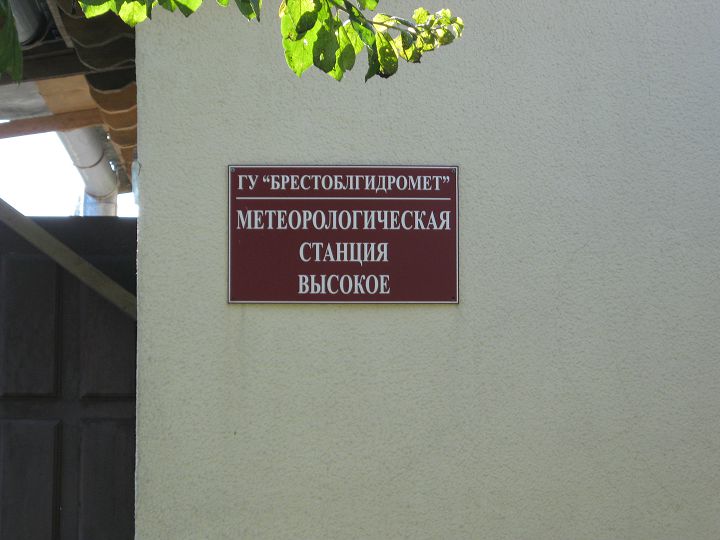 ГУ “БРЕСТОБЛГИДРОМЕТ”
МЕТЕОРОЛОГИЧЕСКАЯ
СТАНЦИЯ
ВЫСОКОЕ